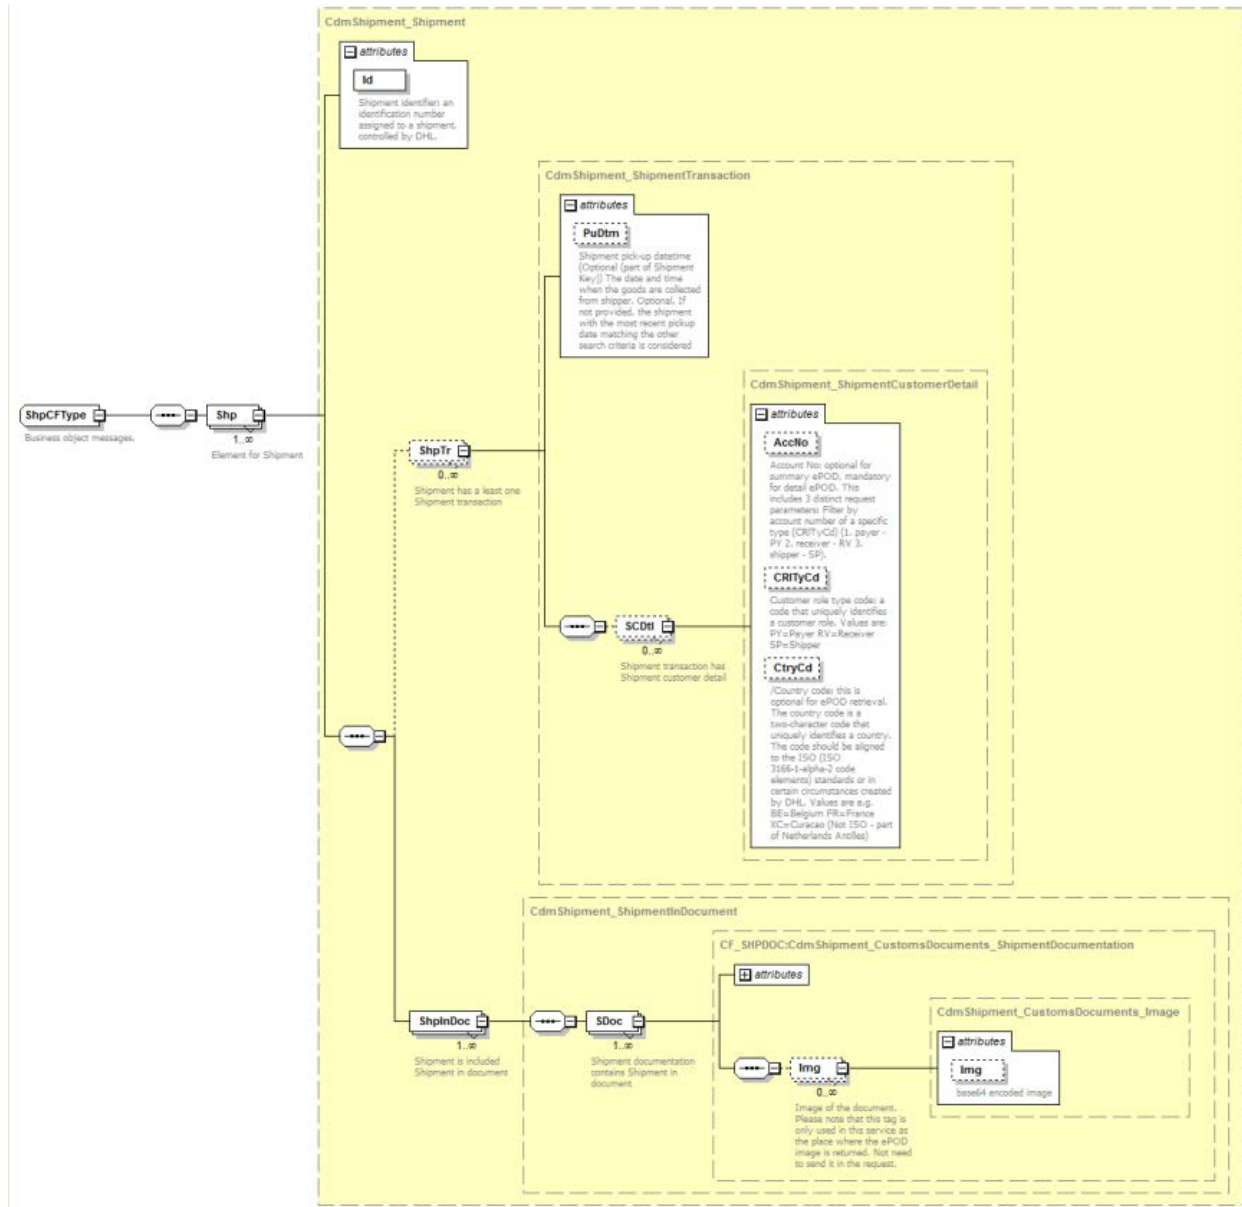 CdmShipment_Shipment
attributes
Id
Shipment identifier: an
identification number
assigned to a shipment,
controlled by DHL.
CdmShipment_ShipmentTransaction
attributes
PuDtm
Shipment pick-up datetime
(Optional (part of Shipment
Key)) The date and time
when the goods are collected
from shipper. Optional. If
not provided, the shipment
with the most recent pickup
date matching the other
search criteria is considered
CdmShipment_ShipmentCustomerDetail
attributes
AccNo
Account No: optional for
summary ePOD, mandatory
for detail ePOD. This
includes 3 distinct request
parameters: Filter by
account number of a specific
type (CRlTyCd) (1. payer -
PY 2. receiver - RV 3.
shipper - SP).
CRlTyCd
Customer role type code: a
code that uniquely identifies
a customer role. Values are:
PY=Payer RV=Receiver
SP=Shipper
CtryCd
/Country code: this is
optional for ePOD retrieval.
The country code is a
two-character code that
uniquely identifies a country.
The code should be aligned
to the ISO (ISO
3166-1-alpha-2 code
elements) standards or in
certain circumstances created
by DHL. Values are e.g.
BE=Belgium FR=France
XC=Curacao (Not ISO - part
of Netherlands Antilles)
ShpCFType
Business object messages.
Shp
1..∞
Element for Shipment
ShpTr
0..∞
Shipment has a least one
Shipment transaction
SCDtl
0..∞
Shipment transaction has
Shipment customer detail
CdmShipment_ShipmentInDocument
CF_SHPDOC:CdmShipment_CustomsDocuments_ShipmentDocumentation
attributes
CdmShipment_CustomsDocuments_Image
attributes
Img
base64 encoded image
ShpInDoc
1..∞
Shipment is included
Shipment in document
SDoc
1..∞
Shipment documentation
contains Shipment in
document
Img
0..∞
Image of the document.
Please note that this tag is
only used in this service as
the place where the ePOD
image is returned. Not need
to send it in the request.